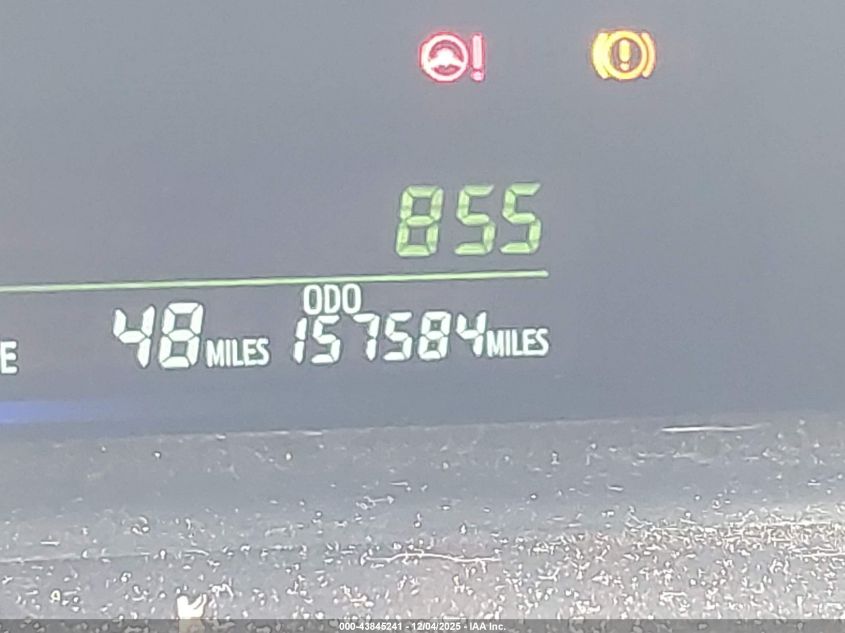 855
ODO
E 48 MILES 157584 MILES
000-43845241 - 12/04/2025 - IAA Inc.